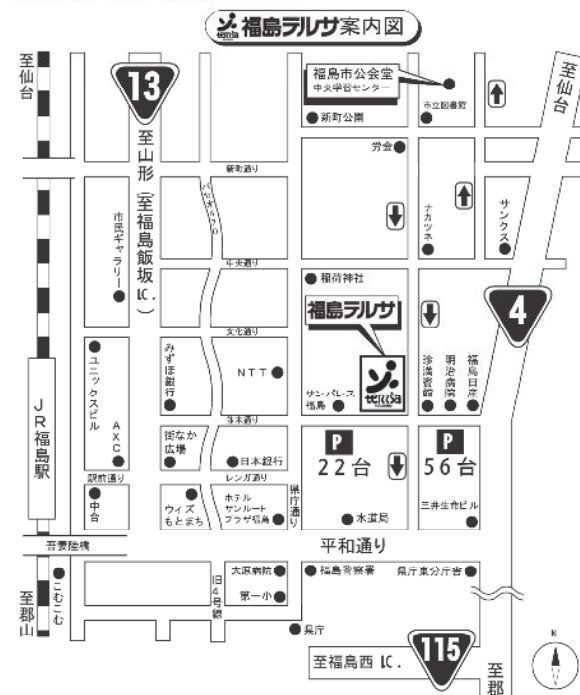 福島テルサ案内図
至仙台
13
福島市公会堂
中央学習センター
至仙台
市立図書館
新町公園
労金
新町通り
至山形（至福島飯坂IC.）
市民ギャラリー
パセオ470
ナカツネ
サンクス
中央通り
稲荷神社
福島テルサ
4
文化通り
ユニックスビル
みずほ銀行
NTT
サンパレス
福島
terrsa
珍満賓館
明治病院
福島日産
JR福島駅
AXC
並木通り
街なか
広場
日本銀行
P
22台
P
56台
駅前通り
レンガ通り
中合
ウィズ
もとまち
ホテル
サンルート
プラザ福島
県庁通り
水道局
三井生命ビル
吾妻陸橋
平和通り
こむこむ
旧4号線
大原病院
第一小
福島警察署
県庁東分庁舎
至郡山
県庁
至福島西IC.
115
至郡
N